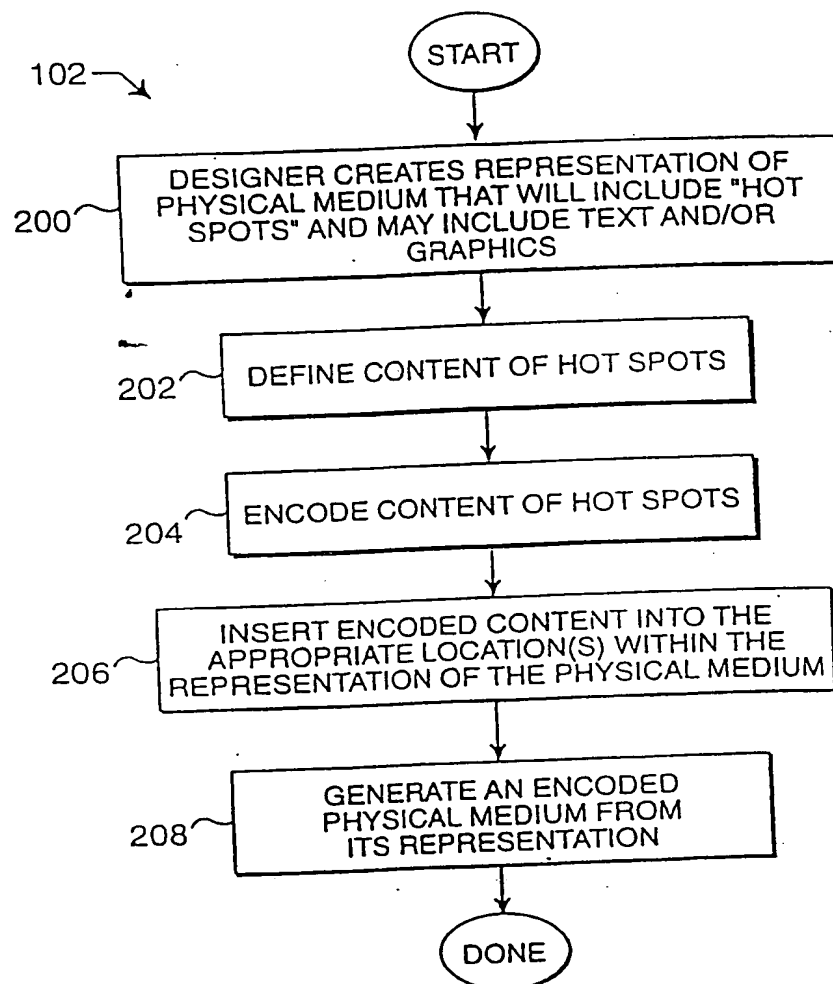 START
102
DESIGNER CREATES REPRESENTATION OF
PHYSICAL MEDIUM THAT WILL INCLUDE "HOT
SPOTS" AND MAY INCLUDE TEXT AND/OR
GRAPHICS
200
DEFINE CONTENT OF HOT SPOTS
202
ENCODE CONTENT OF HOT SPOTS
204
INSERT ENCODED CONTENT INTO THE
APPROPRIATE LOCATION(S) WITHIN THE
REPRESENTATION OF THE PHYSICAL MEDIUM
206
GENERATE AN ENCODED
PHYSICAL MEDIUM FROM
ITS REPRESENTATION
208
DONE